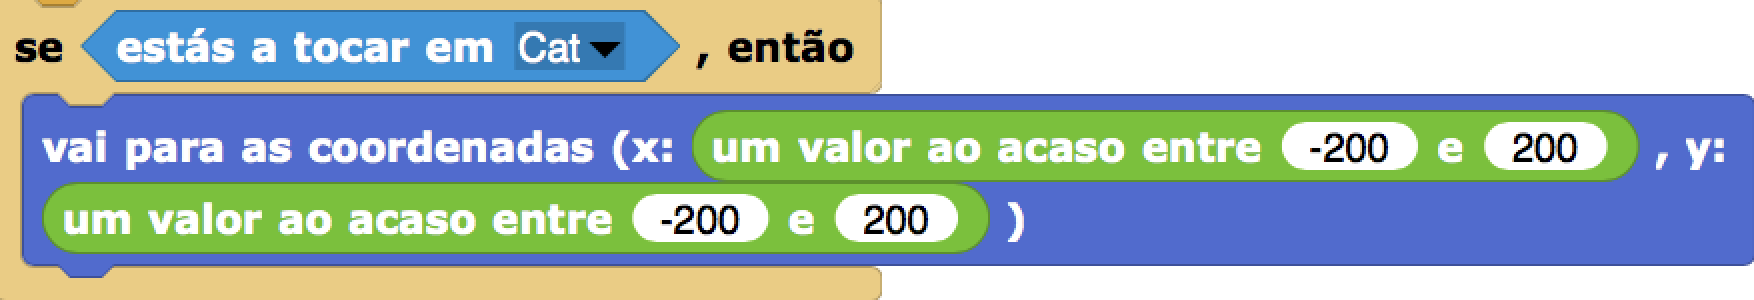 se estás a tocar em Cat , então
vai para as coordenadas (x: um valor ao acaso entre -200 e 200 , y:
um valor ao acaso entre -200 e 200 )